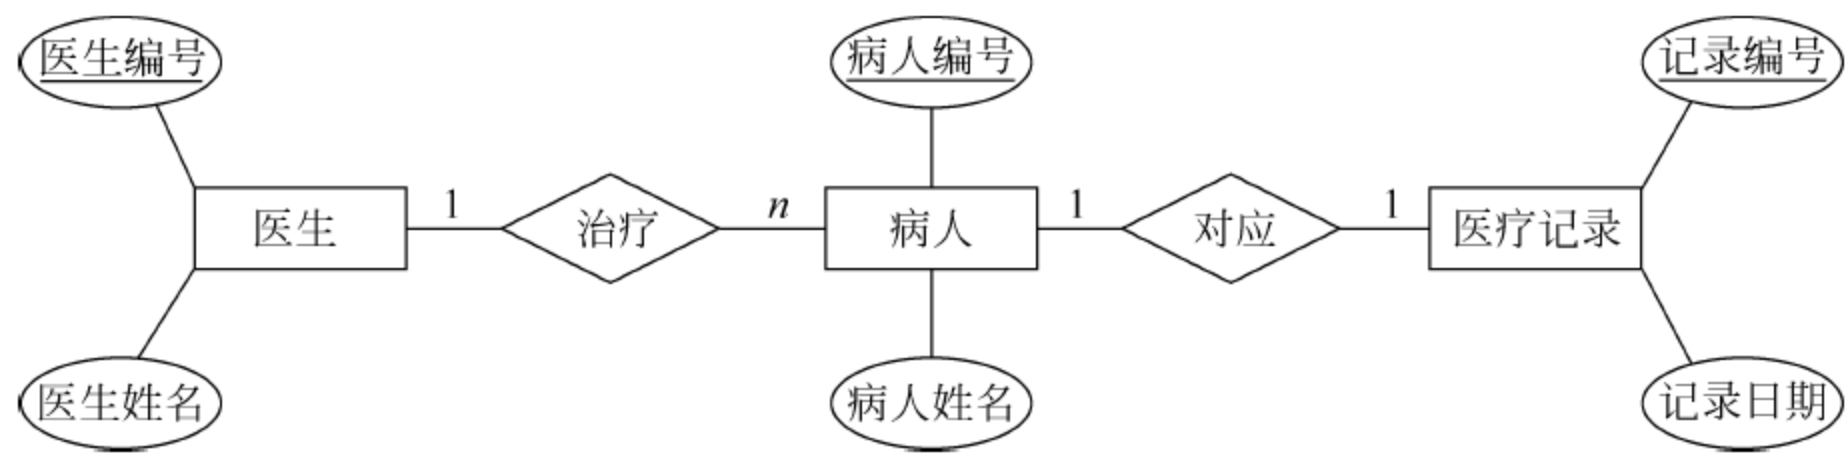 医生编号
病人编号
记录编号
医生
1
治疗
n
病人
1
对应
1
医疗记录
医生姓名
病人姓名
记录日期